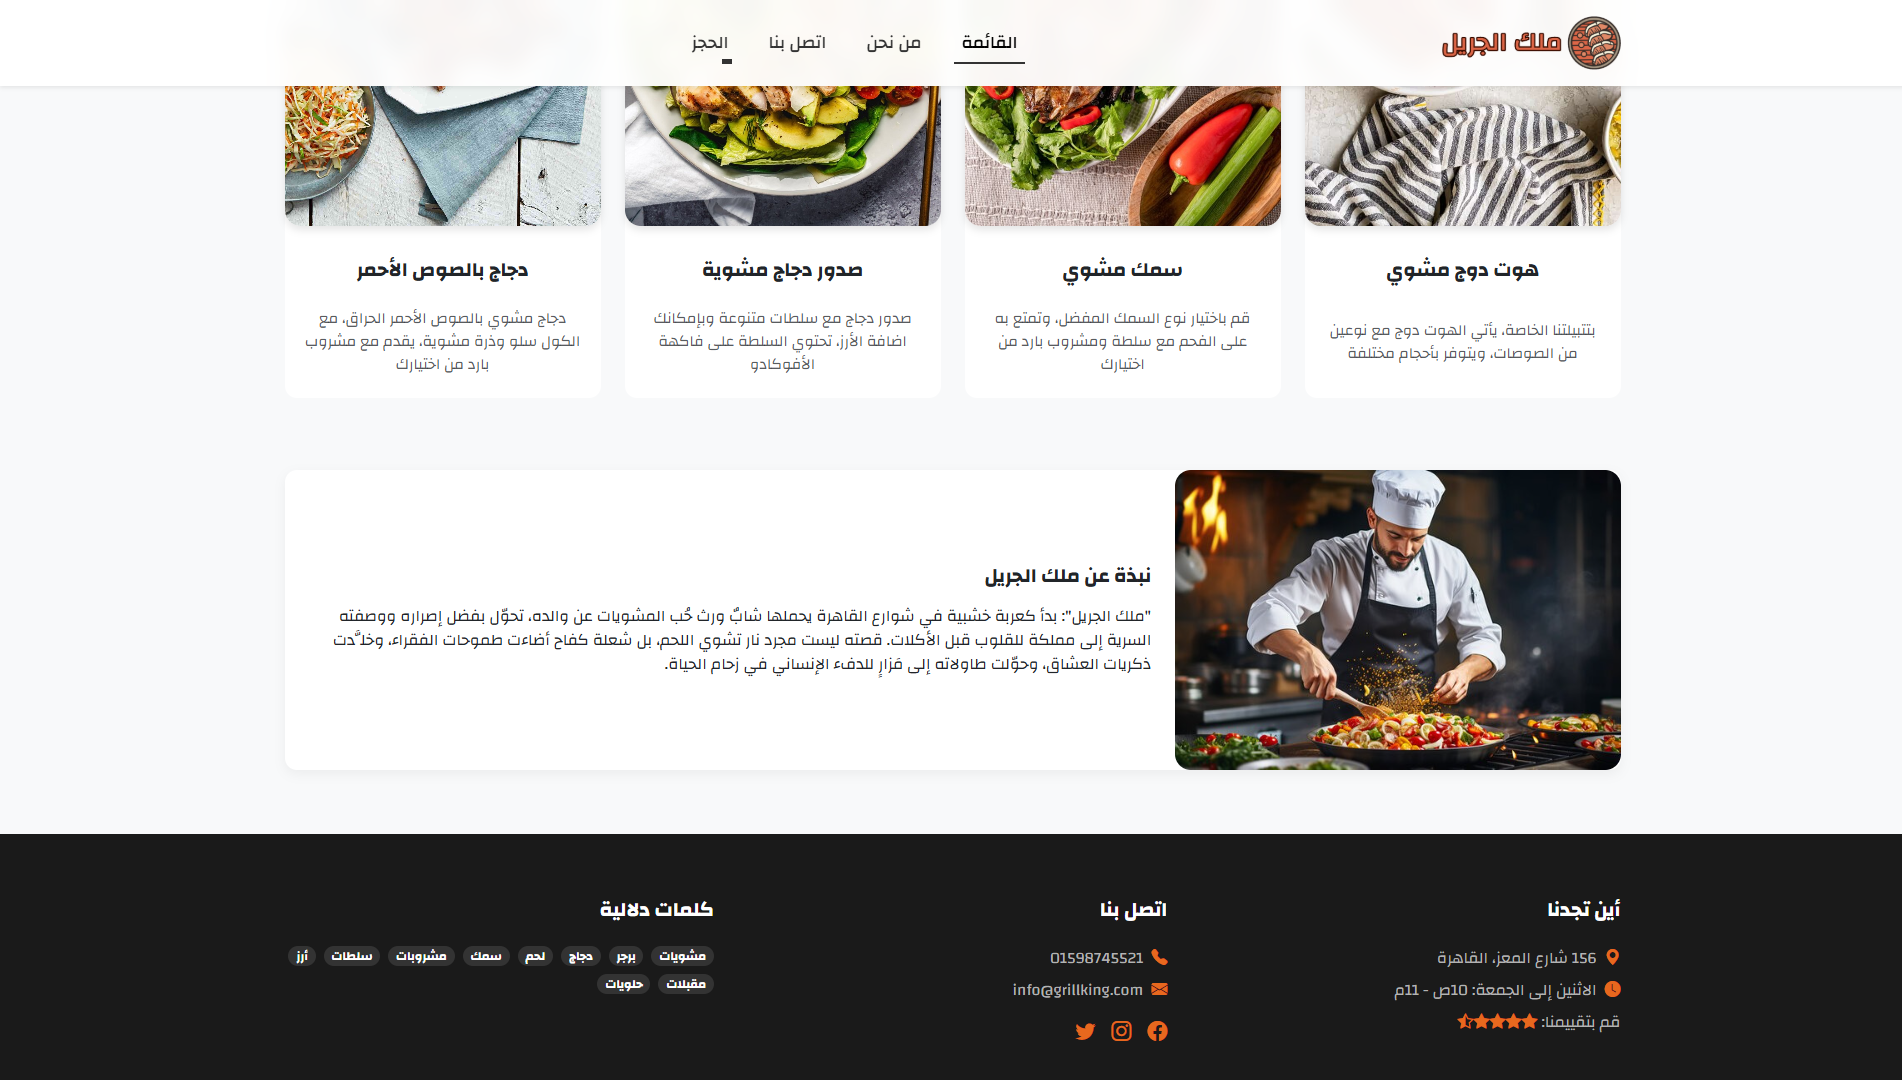 ملك الجريل
القائمة
من نحن
اتصل بنا
الحجز
هوت دوج مشوي
بتتبيلتنا الخاصة، يأتي الهوت دوج مع نوعين
من الصوصات، ويتوفر بأحجام مختلفة
سمك مشوي
قم باختيار نوع السمك المفضل، وتمتع به
على الفحم مع سلطة ومشروب بارد من
اختيارك
صدور دجاج مشوية
صدور دجاج مع سلطات متنوعة وبإمكانك
اضافة الأرز، تحتوي السلطة على فاكهة
الأفوكادو
دجاج بالصوص الأحمر
دجاج مشوي بالصوص الأحمر الحراق، مع
الكول سلو وذرة مشوية، يقدم مع مشروب
بارد من اختيارك
نبذة عن ملك الجريل
"ملك الجريل": بدأ كعربة خشبية في شوارع القاهرة يحملها شابٌ ورث حُب المشويات عن والده، تحوّل بفضل إصراره ووصفته
السرية إلى مملكة للقلوب قبل الأكلات. قصته ليست مجرد نار تشوي اللحم، بل شعلة كفاح أضاءت طموحات الفقراء، وخلَّدت
ذكريات العشاق، وحوّلت طاولاته إلى مَزارٍ للدفء الإنساني في زحام الحياة.
أين تجدنا
156 شارع المعز، القاهرة
الاثنين إلى الجمعة: 10ص - 11م
قم بتقييمنا:
اتصل بنا
01598745521
info@grillking.com
كلمات دلالية
مشويات برجر دجاج لحم سمك مشروبات سلطات أرز
مقبلات حلويات